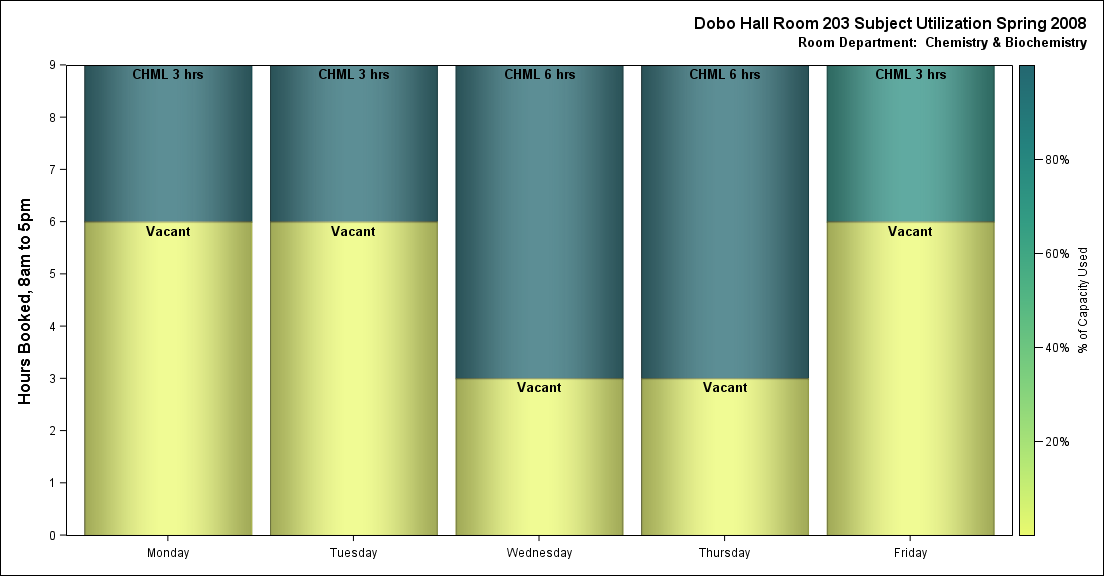 Dobo Hall Room 203 Subject Utilization Spring 2008
Room Department:  Chemistry & Biochemistry
Hours Booked, 8am to 5pm
9
8
7
6
5
4
3
2
1
0
CHML 3 hrs
CHML 3 hrs
CHML 6 hrs
CHML 6 hrs
CHML 3 hrs
Vacant
Vacant
Vacant
Vacant
Vacant
Monday
Tuesday
Wednesday
Thursday
Friday
80%
60%
40%
20%
% of Capacity Used